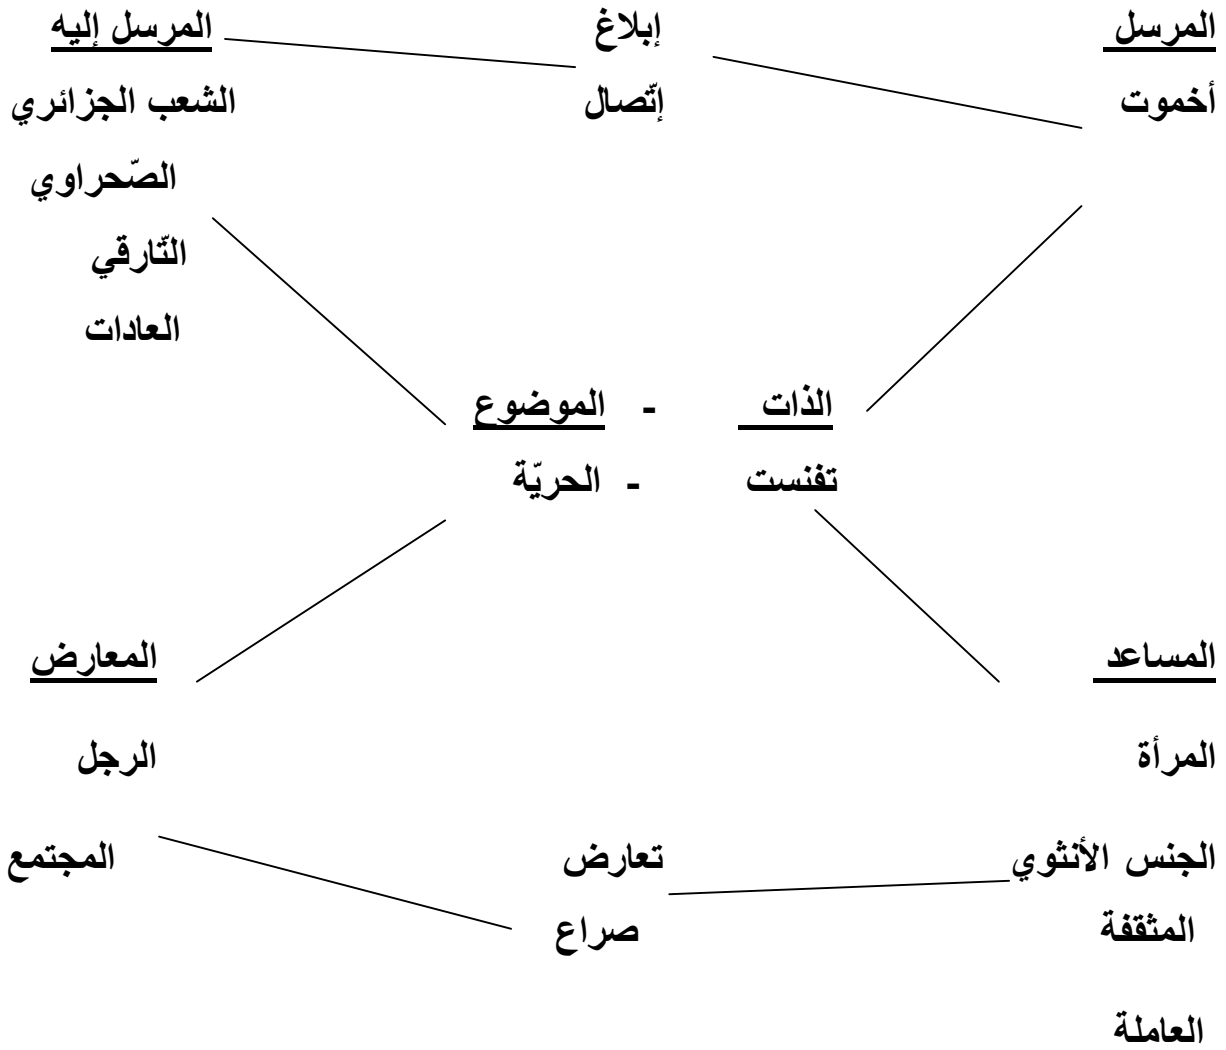 المرسل إبلاغ المرسل إليه
أخموت إتّصال الشعب الجزائري
الصّحراوي
التّارقي
العادات
الذات - الموضوع
تفنست - الحريّة
المساعد المعارض
المرأة الرجل
الجنس الأنثوي تعارض المجتمع
المثقفة صراع
العاملة